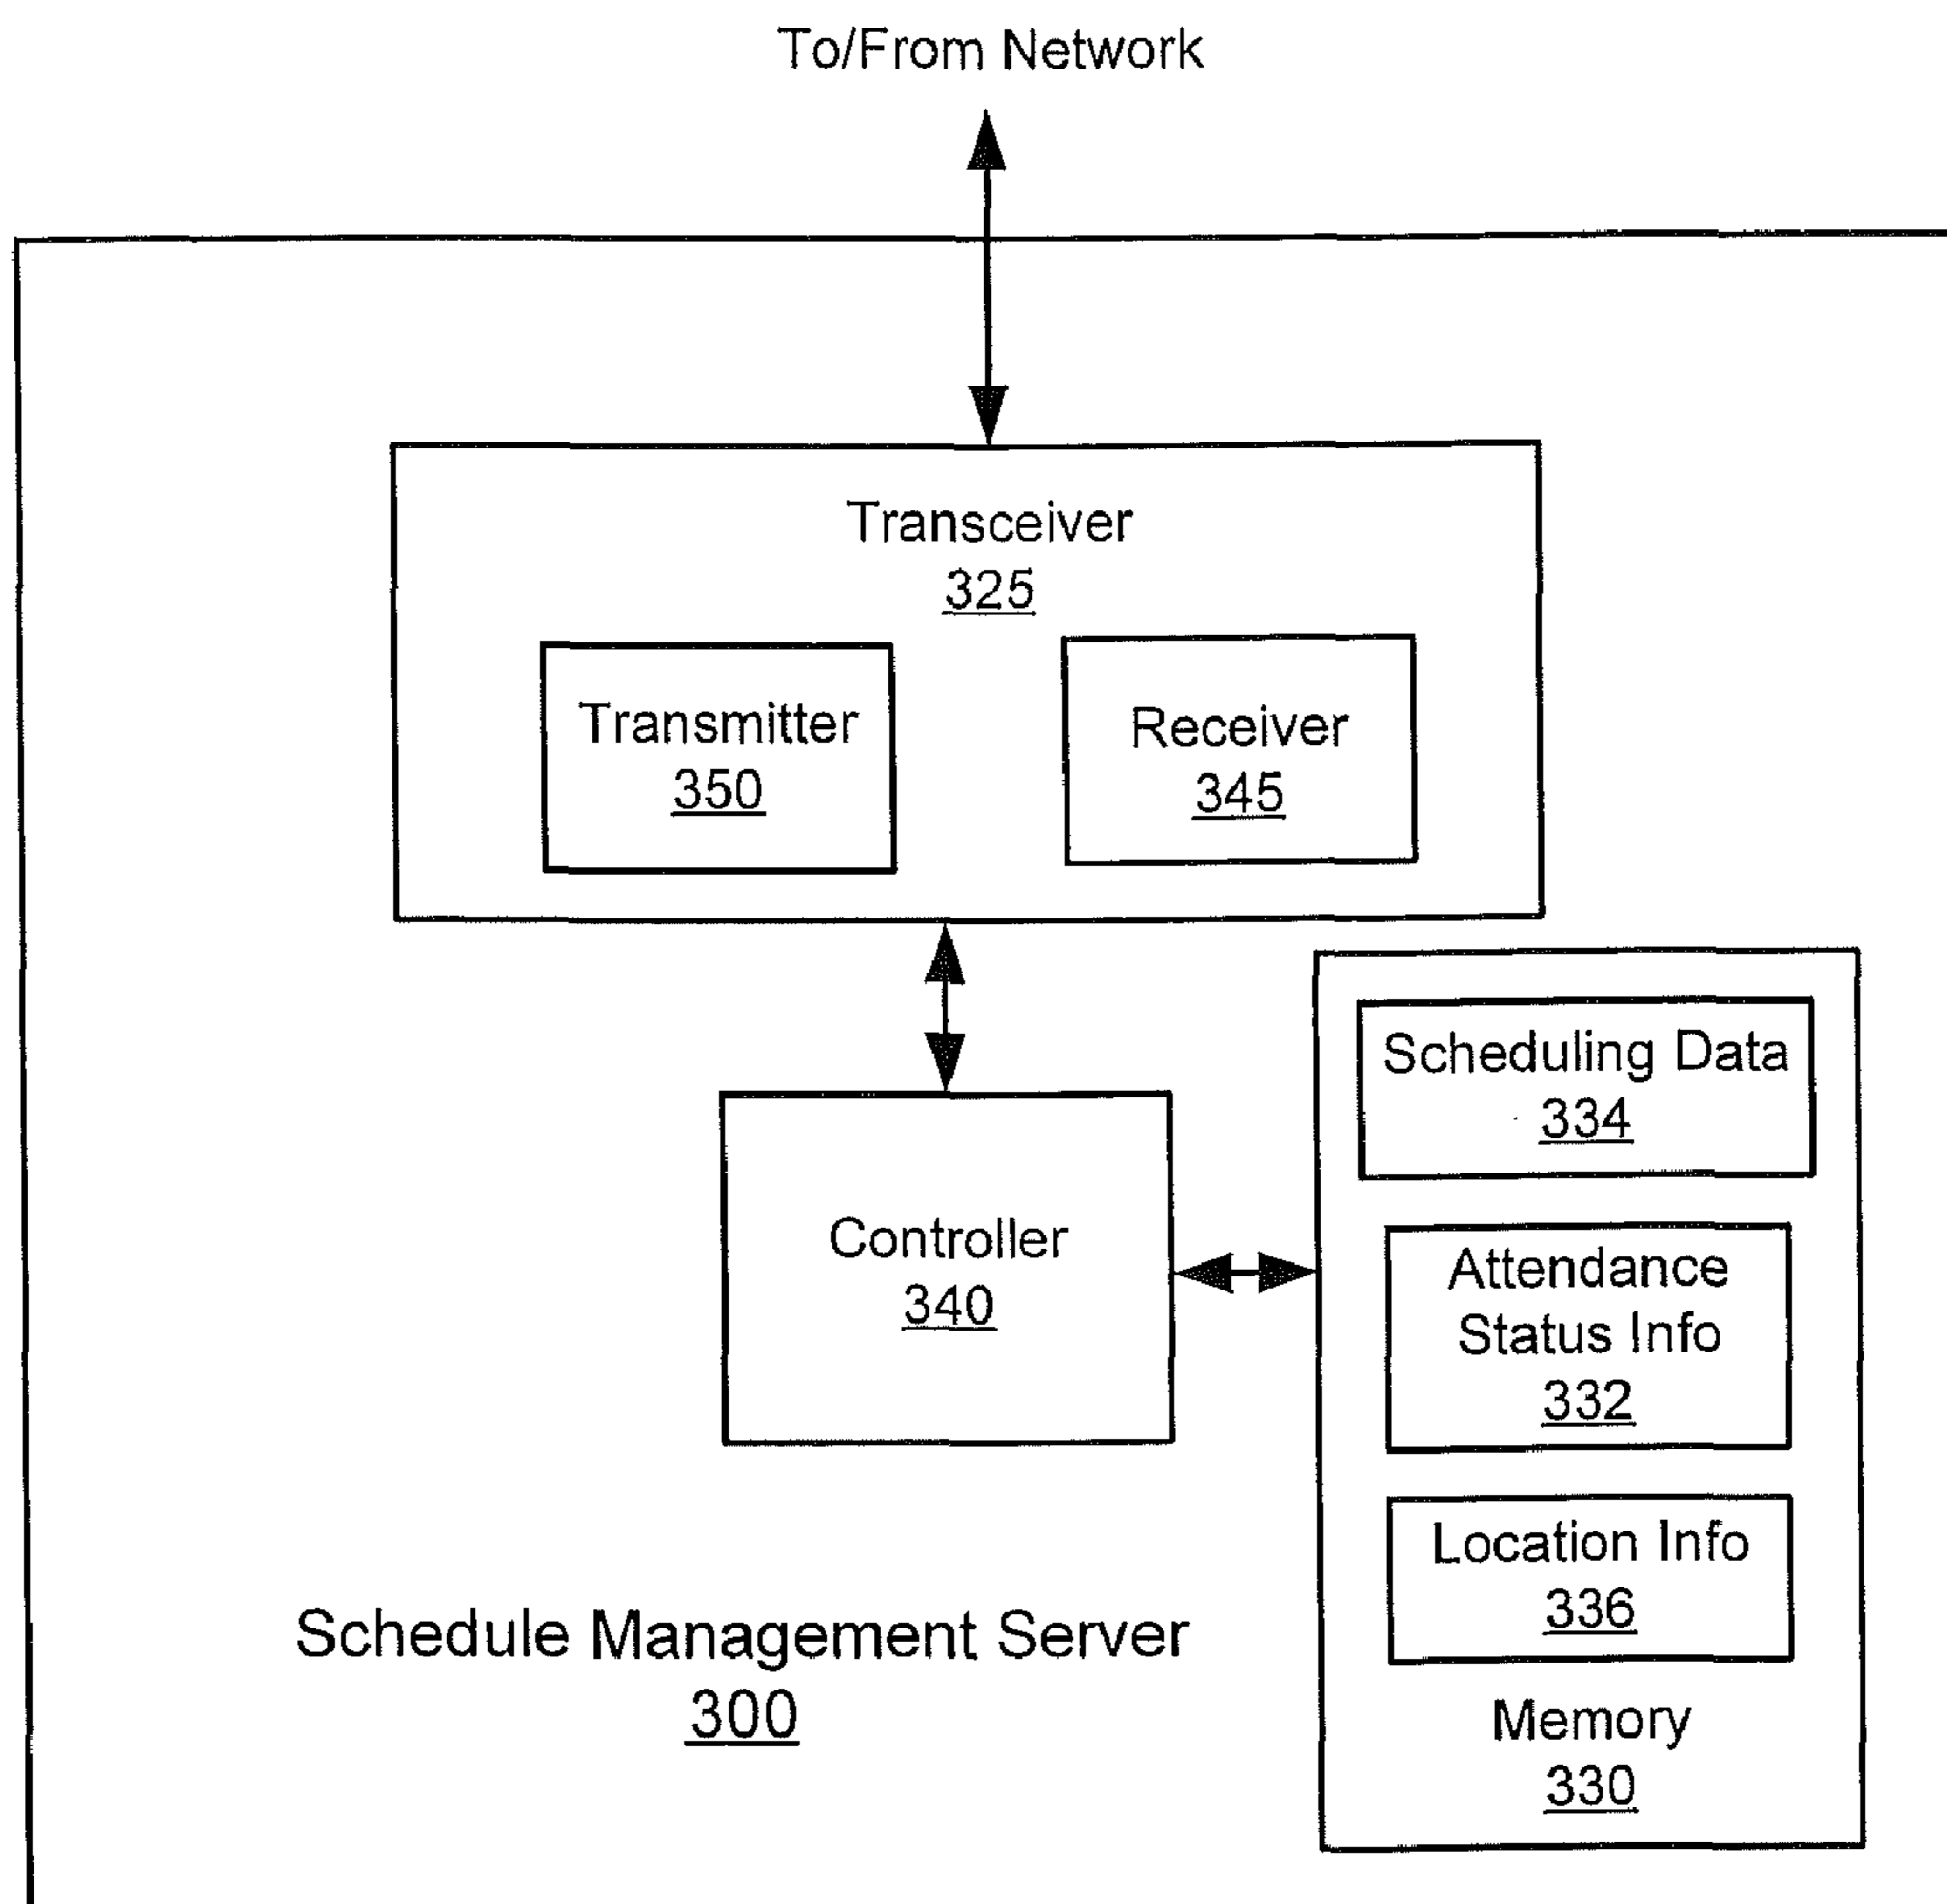 To/From Network
Transceiver
325
Transmitter
350
Receiver
345
Scheduling Data
334
Controller
340
Attendance
Status Info
332
Location Info
336
Schedule Management Server
300
Memory
330